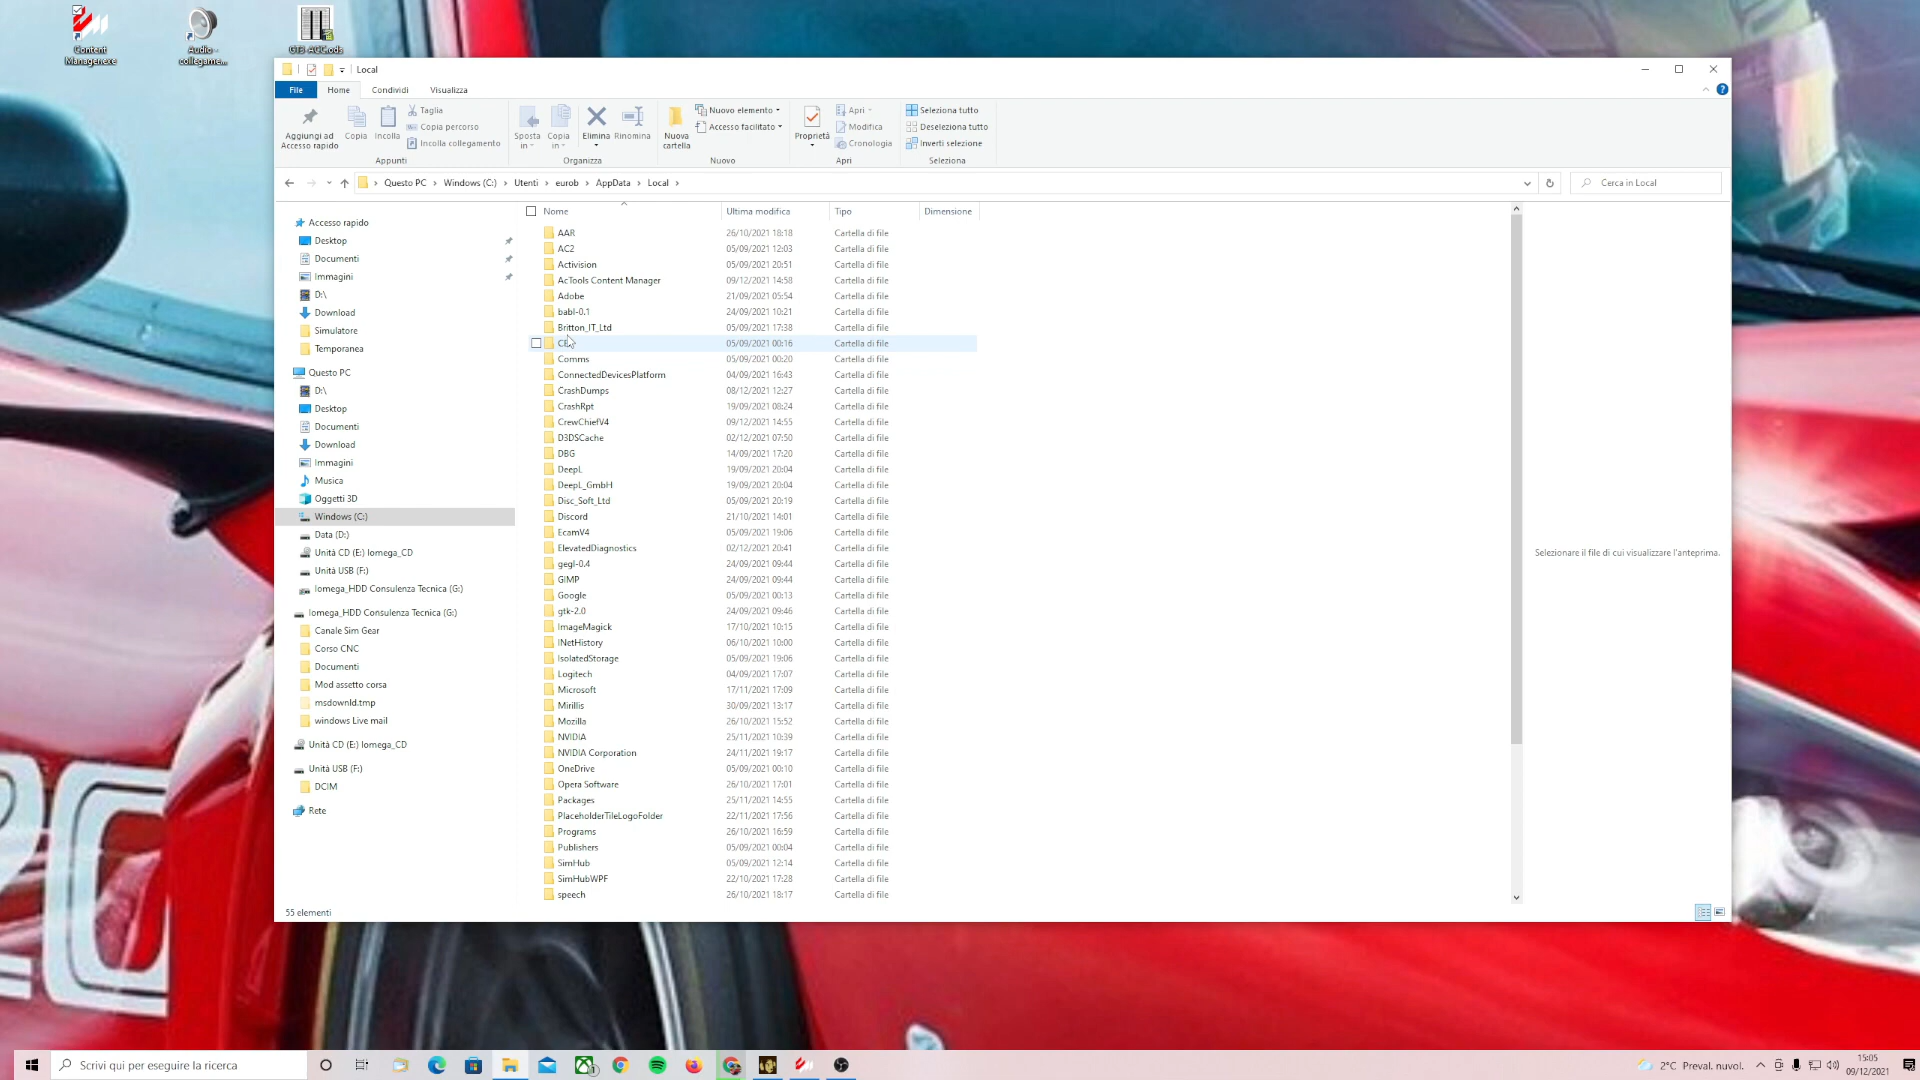 Content
Manager.exe
Audio -
collegame...
GT3-ACC.ods
Local
File
Home
Condividi
Visualizza
Aggiungi ad
Accesso rapido
Copia
Incolla
Taglia
Copia percorso
Incolla collegamento
Appunti
Sposta
in
Copia
in
Elimina
Rinomina
Organizza
Nuova
cartella
Nuovo elemento
Accesso facilitato
Nuovo
Proprietà
Apri
Modifica
Cronologia
Apri
Seleziona tutto
Deseleziona tutto
Inverti selezione
Seleziona
Questo PC > Windows (C:) > Utenti > eurob > AppData > Local >
Cerca in Local
Accesso rapido
Desktop
Documenti
Immagini
D:\
Download
Simulatore
Temporanea
Questo PC
D:\
Desktop
Documenti
Download
Immagini
Musica
Oggetti 3D
Windows (C:)
Data (D:)
Unità CD (E:) Iomega_CD
Unità USB (F:)
Iomega_HDD Consulenza Tecnica (G:)
Iomega_HDD Consulenza Tecnica (G:)
Canale Sim Gear
Corso CNC
Documenti
Mod assetto corsa
msdownld.tmp
windows Live mail
Unità CD (E:) Iomega_CD
Unità USB (F:)
DCIM
Rete
Nome Ultima modifica Tipo Dimensione
AAR 26/10/2021 18:18 Cartella di file
AC2 05/09/2021 12:03 Cartella di file
Activision 05/09/2021 20:51 Cartella di file
AcTools Content Manager 09/12/2021 14:58 Cartella di file
Adobe 21/09/2021 05:54 Cartella di file
babl-0.1 24/09/2021 10:21 Cartella di file
Britton_IT_Ltd 05/09/2021 17:38 Cartella di file
05/09/2021 00:16 Cartella di file
Comms 05/09/2021 00:20 Cartella di file
ConnectedDevicesPlatform 04/09/2021 16:43 Cartella di file
CrashDumps 08/12/2021 12:27 Cartella di file
CrashRpt 19/09/2021 08:24 Cartella di file
CrewChiefV4 09/12/2021 14:55 Cartella di file
D3DSCache 02/12/2021 07:50 Cartella di file
DBG 14/09/2021 17:20 Cartella di file
DeepL 19/09/2021 20:04 Cartella di file
DeepL_GmbH 19/09/2021 20:04 Cartella di file
Disc_Soft_Ltd 05/09/2021 20:19 Cartella di file
Discord 21/10/2021 14:01 Cartella di file
EcamV4 05/09/2021 19:06 Cartella di file
ElevatedDiagnostics 02/12/2021 20:41 Cartella di file
gegl-0.4 24/09/2021 09:44 Cartella di file
GIMP 24/09/2021 09:44 Cartella di file
Google 05/09/2021 00:13 Cartella di file
gtk-2.0 24/09/2021 09:46 Cartella di file
ImageMagick 17/10/2021 10:15 Cartella di file
INetHistory 06/10/2021 10:00 Cartella di file
IsolatedStorage 05/09/2021 19:06 Cartella di file
Logitech 04/09/2021 17:07 Cartella di file
Microsoft 17/11/2021 17:09 Cartella di file
Mirillis 30/09/2021 13:17 Cartella di file
Mozilla 26/10/2021 15:52 Cartella di file
NVIDIA 25/11/2021 10:39 Cartella di file
NVIDIA Corporation 24/11/2021 19:17 Cartella di file
OneDrive 05/09/2021 00:10 Cartella di file
Opera Software 26/10/2021 17:01 Cartella di file
Packages 25/11/2021 14:55 Cartella di file
PlaceholderTileLogoFolder 22/11/2021 17:56 Cartella di file
Programs 26/10/2021 16:59 Cartella di file
Publishers 05/09/2021 00:04 Cartella di file
SimHub 05/09/2021 12:14 Cartella di file
SimHubWPF 22/10/2021 17:28 Cartella di file
speech 26/10/2021 18:17 Cartella di file
Selezionare il file di cui visualizzare l'anteprima.
55 elementi
Scrivi qui per eseguire la ricerca
2°C Preval. nuvol.
15:05
09/12/2021